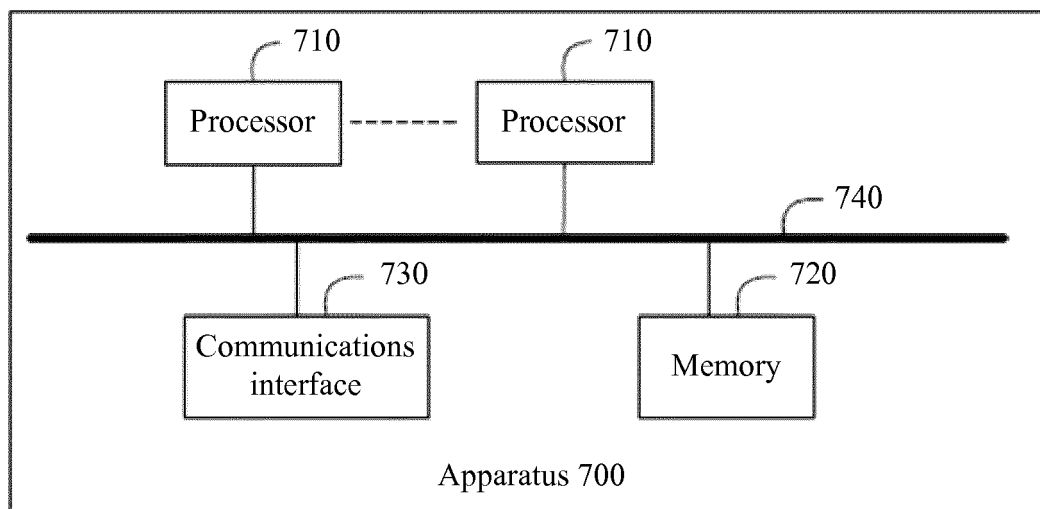 710
710
Processor
Processor
740
730
720
Communications
interface
Memory
Apparatus 700